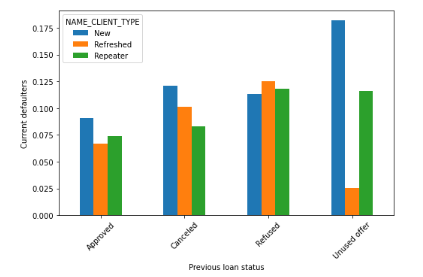 NAME_CLIENT_TYPE
New
Refreshed
Repeater
Current defaulters
0.175
0.150
0.125
0.100
0.075
0.050
0.025
0.000
Approved
Canceled
Refused
Unused offer
Previous loan status